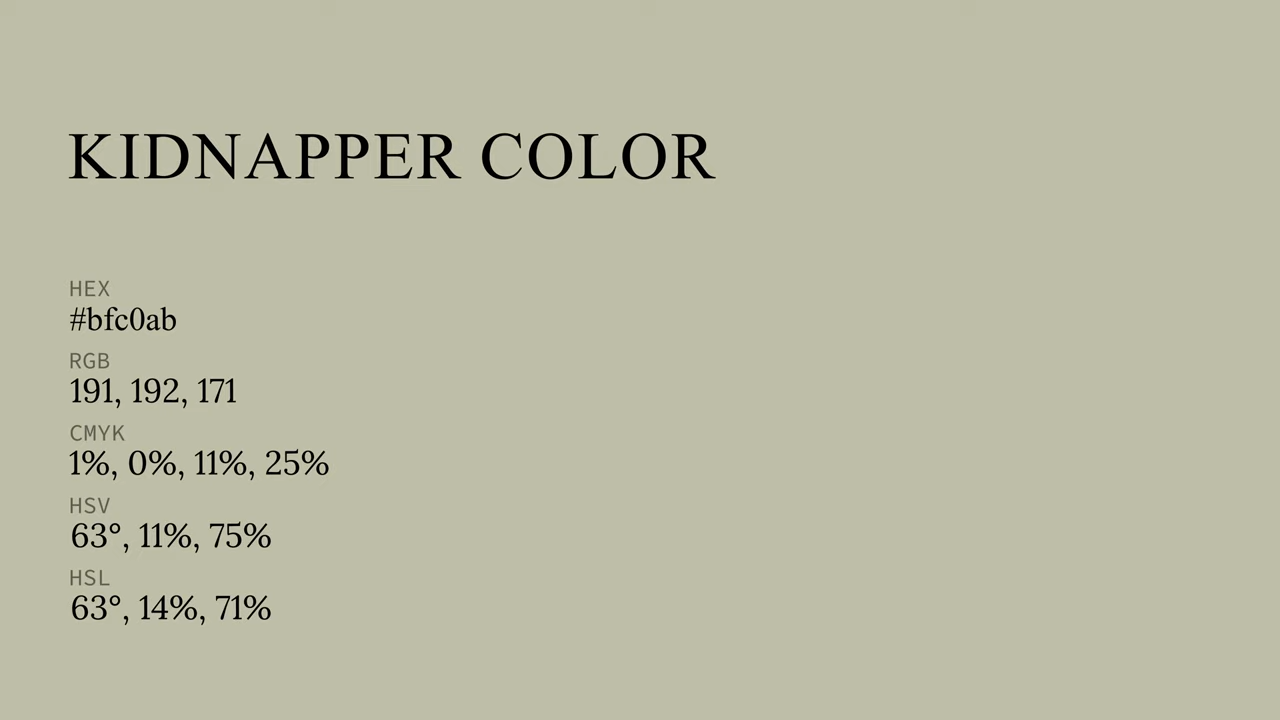 KIDNAPPER COLOR
HEX
#bfc0ab
RGB
191, 192, 171
CMYK
1%, 0%, 11%, 25%
HSV
63°, 11%, 75%
HSL
63°, 14%, 71%